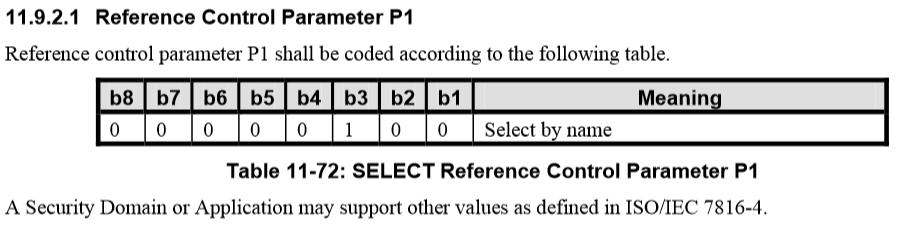 11.9.2.1 Reference Control Parameter P1
Reference control parameter P1 shall be coded according to the following table.
b8 b7 b6 b5 b4 b3 b2 b1 Meaning
0 0 0 0 0 1 0 0 Select by name
Table 11-72: SELECT Reference Control Parameter P1
A Security Domain or Application may support other values as defined in ISO/IEC 7816-4.